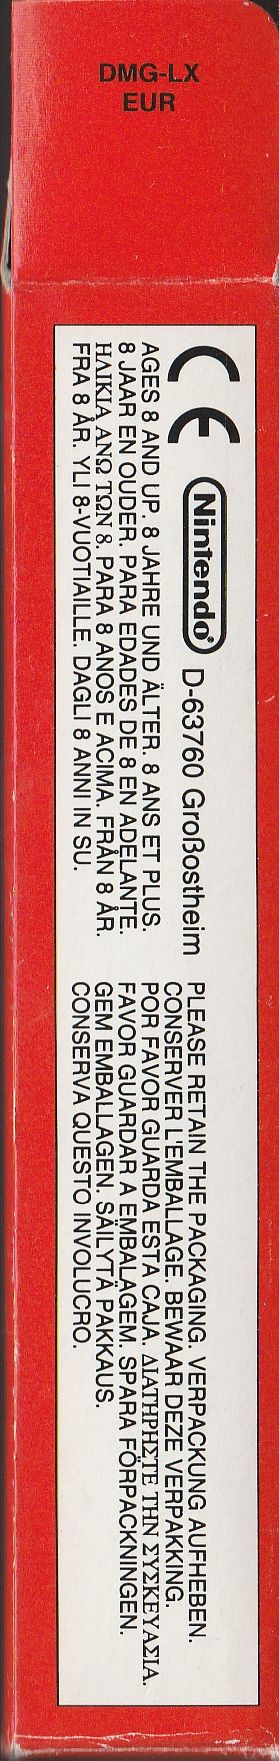 DMG-LX
EUR
CE Nintendo® D-63760 Großostheim
AGES 8 AND UP. 8 JAHRE UND ÄLTER. 8 ANS ET PLUS.
8 JAAR EN OUDER. PARA EDADES DE 8 EN ADELANTE.
ΗΛΙΚΙΑ ΑΝΩ ΤΩΝ 8. PARA 8 ANOS E ACIMA. FRÅN 8 ÅR.
FRA 8 ÅR. YLI 8-VUOTIAILLE. DAGLI 8 ANNI IN SU.
PLEASE RETAIN THE PACKAGING. VERPACKUNG AUFHEBEN.
CONSERVER L'EMBALLAGE. BEWAAR DEZE VERPAKKING.
POR FAVOR GUARDA ESTA CAJA. ΔΙΑΤΗΡΗΣΤΕ ΤΗΝ ΣΥΣΚΕΥΑΣΙΑ.
FAVOR GUARDAR A EMBALAGEM. SPARA FÖRPACKNINGEN.
GEM EMBALLAGEN. SÄILYTÄ PAKKAUS.
CONSERVA QUESTO INVOLUCRO.